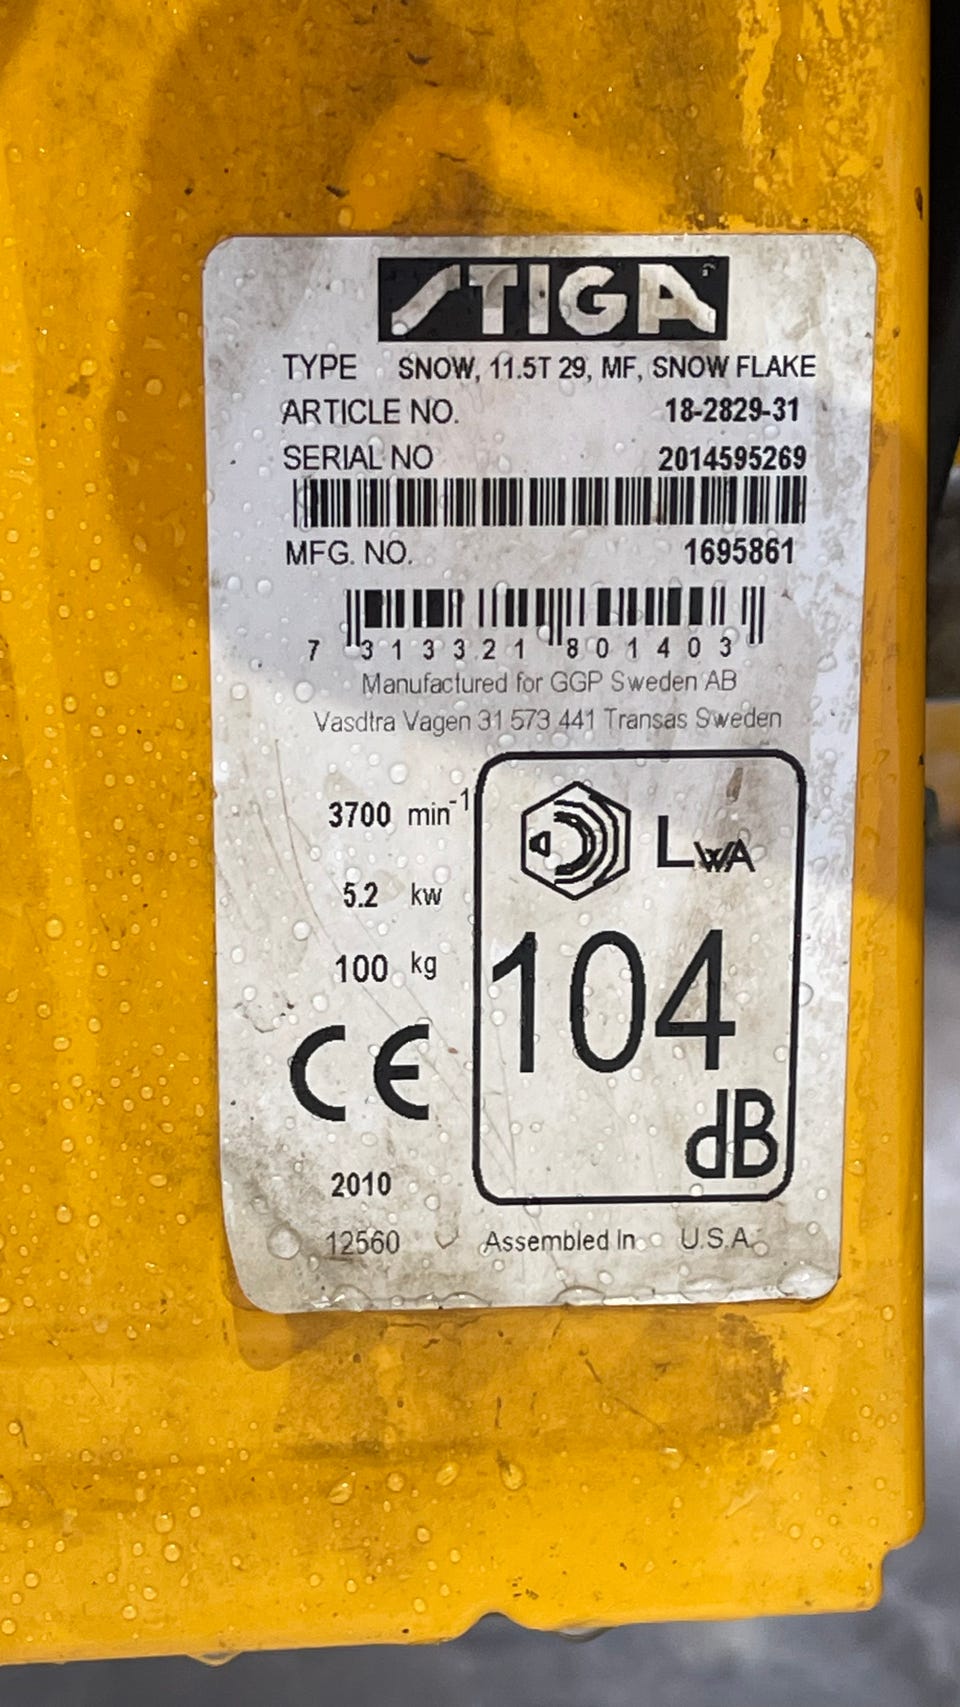 STIGA
TYPE SNOW, 11.5T 29, MF, SNOW FLAKE
ARTICLE NO. 18-2829-31
SERIAL NO 2014595269
MFG. NO. 1695861
7 313321 801403
Manufactured for GGP Sweden AB
Vasdtra Vagen 31 573 441 Transas Sweden
3700 min-1
LWA
5.2 kw
100 kg
104
dB
CE
2010
12560 Assembled In U.S.A.